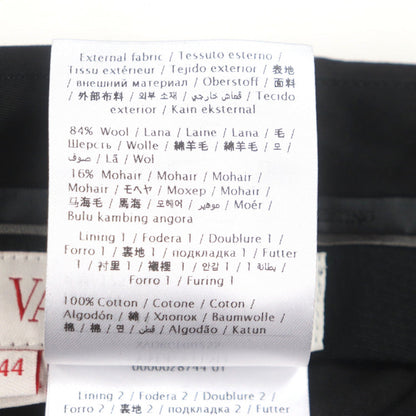 External fabric / Tessuto esterno /
Tissu extérieur / Tejido exterior / 表地
/ внешний материал / Oberstoff / 面料
/ 外部布料 / 외부 소재 / قماش خارجي / Tecido
exterior / Kain eksternal
84% Wool / Lana / Laine / Lana / 毛 /
Шерсть / Wolle / 綿羊毛 / 綿羊毛 / 모 /
صوف / Lã / Wol
16% Mohair / Mohair / Mohair /
Mohair / モヘヤ / Мохер / Mohair /
马海毛 / 馬海 / 모헤어 / موهير / Moér /
Bulu kambing angora
Lining 1 / Fodera 1 / Doublure 1 /
Forro 1 / 裏地 1 / подкладка 1 / Futter
1 / 衬里 1 / 襯裡 1 / 안감 1 / بطانة 1 /
Forro 1 / Furing 1
100% Cotton / Cotone / Coton /
Algodón / 綿 / Хлопок / Baumwolle /
棉 / 棉 / 면 / قطن / Algodão / Katun
VA
44
0000028744 01
Lining 2 / Fodera 2 / Doublure 2 /
Forro 2 / 裏地 2 / подкладка 2 / Futter